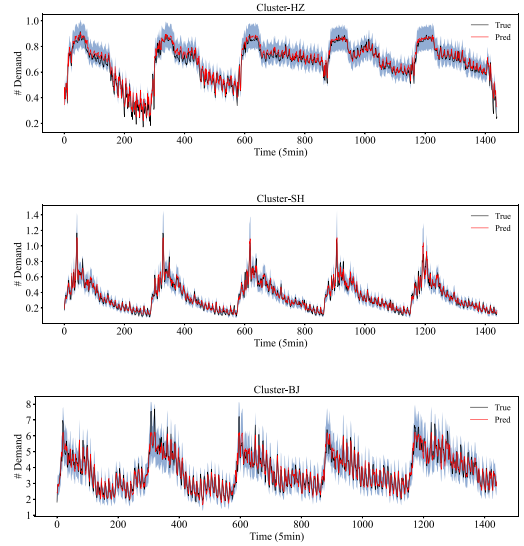 Cluster-HZ
1.0
0.8
0.6
0.4
0.2
# Demand
True
Pred
0 200 400 600 800 1000 1200 1400
Time (5min)
Cluster-SH
1.4
1.2
1.0
0.8
0.6
0.4
0.2
# Demand
True
Pred
0 200 400 600 800 1000 1200 1400
Time (5min)
Cluster-BJ
8
7
6
5
4
3
2
1
# Demand
True
Pred
0 200 400 600 800 1000 1200 1400
Time (5min)